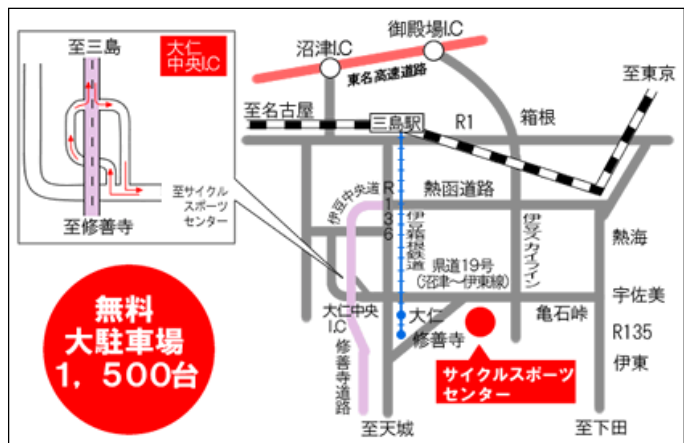 至三島
大仁
中央I.C
至サイクル
スポーツ
センター
至修善寺
無料
大駐車場
1,500台
御殿場I.C
沼津I.C
東名高速道路
至東京
至名古屋
三島駅
R1
箱根
伊豆中央道
R136
熱函道路
伊豆箱根鉄道
伊豆スカイライン
熱海
県道19号
(沼津~伊東線)
宇佐美
大仁中央
I.C
大仁
亀石峠
修善寺
R135
修善寺道路
サイクルスポーツ
センター
伊東
至天城
至下田